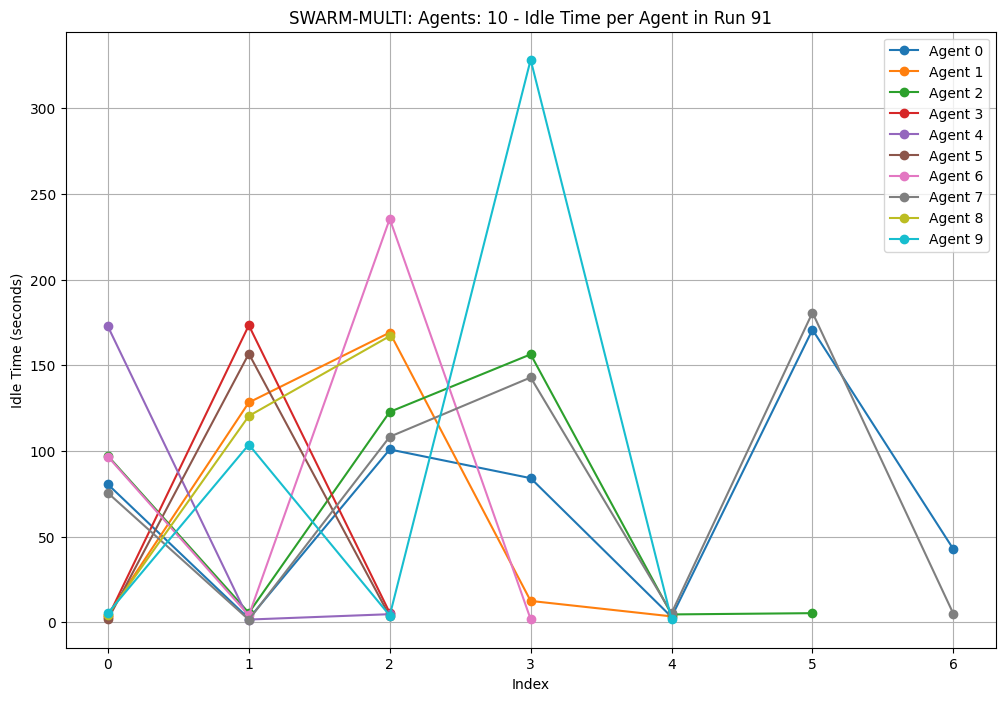 SWARM-MULTI: Agents: 10 - Idle Time per Agent in Run 91
Agent 0
Agent 1
Agent 2
Agent 3
Agent 4
Agent 5
Agent 6
Agent 7
Agent 8
Agent 9
Idle Time (seconds)
300
250
200
150
100
50
0
0 1 2 3 4 5 6
Index